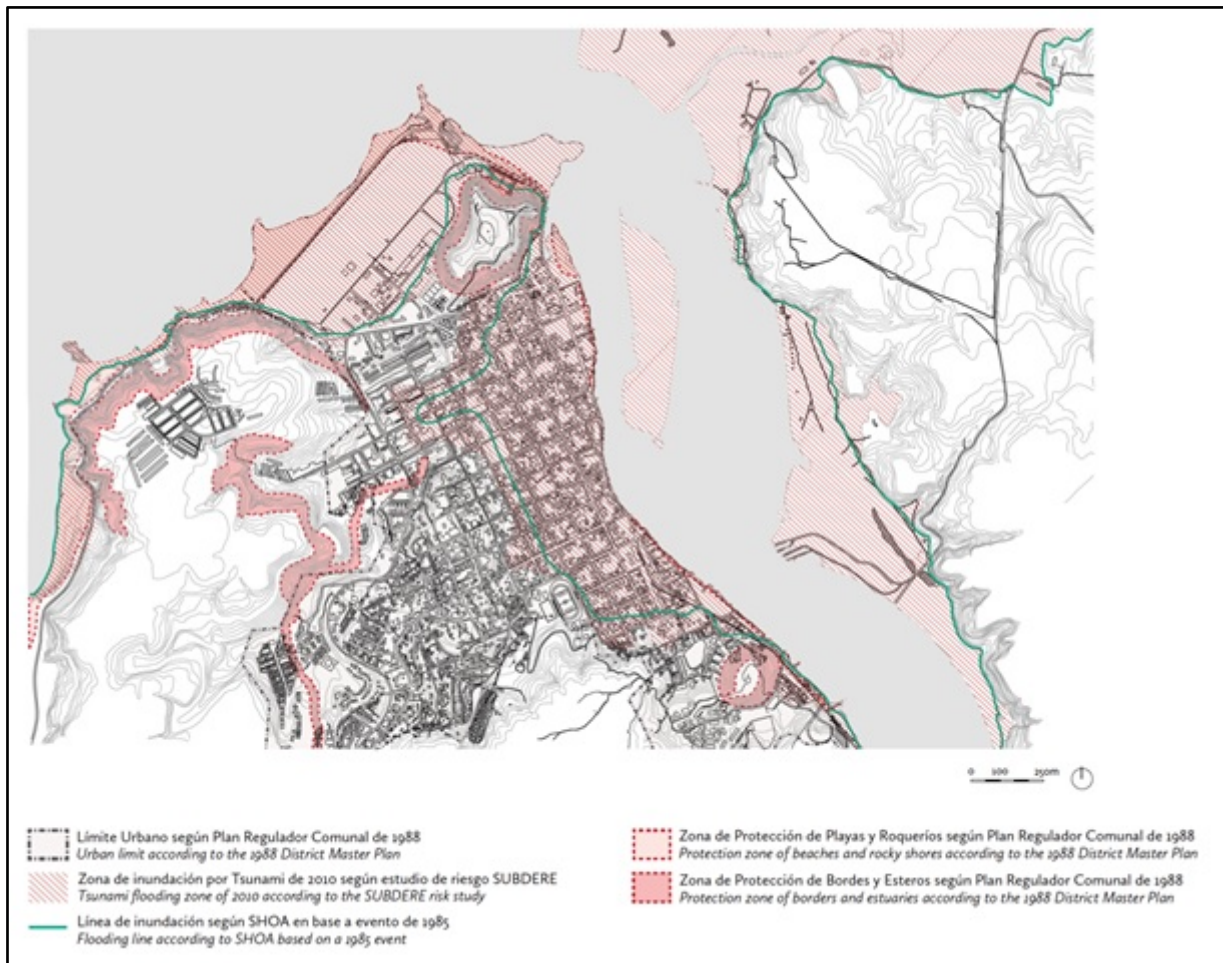 0 100 250m
Límite Urbano según Plan Regulador Comunal de 1988
Urban limit according to the 1988 District Master Plan
Zona de inundación por Tsunami de 2010 según estudio de riesgo SUBDERE
Tsunami flooding zone of 2010 according to the SUBDERE risk study
Línea de inundación según SHOA en base a evento de 1985
Flooding line according to SHOA based on a 1985 event
Zona de Protección de Playas y Roqueríos según Plan Regulador Comunal de 1988
Protection zone of beaches and rocky shores according to the 1988 District Master Plan
Zona de Protección de Bordes y Esteros según Plan Regulador Comunal de 1988
Protection zone of borders and estuaries according to the 1988 District Master Plan